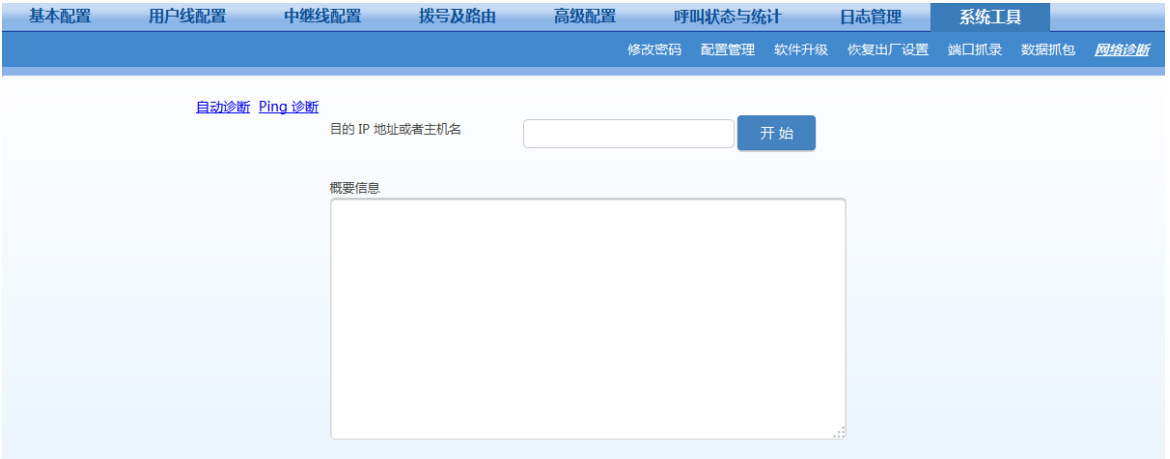 基本配置 用户线配置 中继线配置 拨号及路由 高级配置 呼叫状态与统计 日志管理 系统工具
修改密码 配置管理 软件升级 恢复出厂设置 端口抓录 数据抓包 网络诊断
自动诊断 Ping 诊断
目的 IP 地址或者主机名 开 始
概要信息